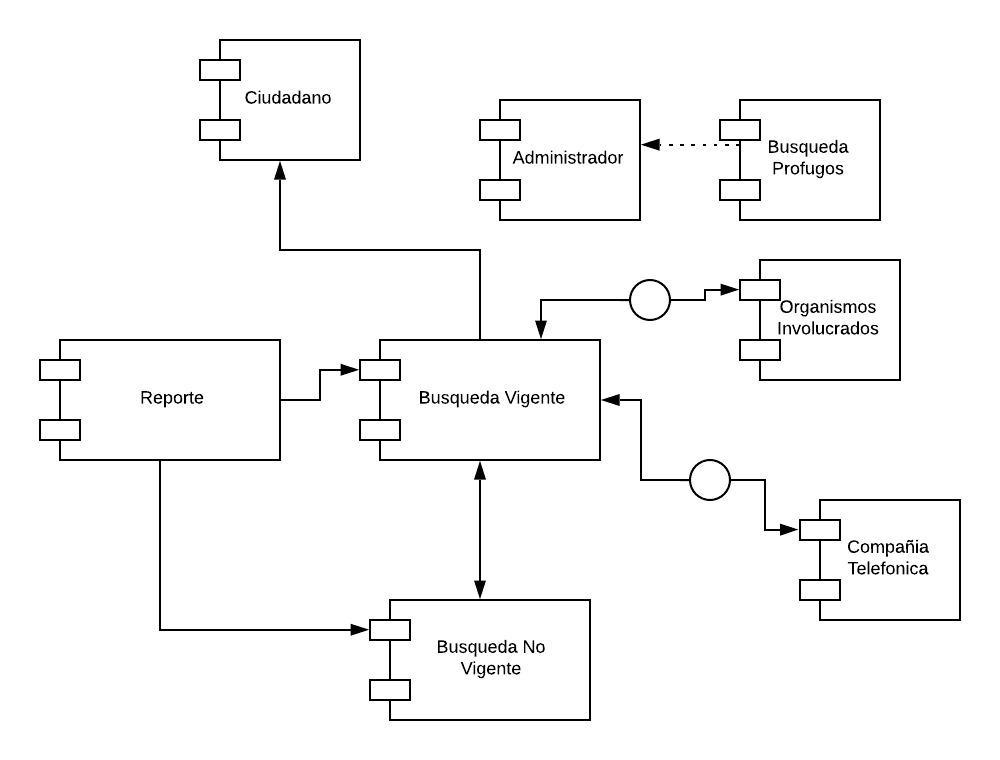 Ciudadano
Administrador
Busqueda
Profugos
Organismos
Involucrados
Reporte
Busqueda Vigente
Compañia
Telefonica
Busqueda No
Vigente